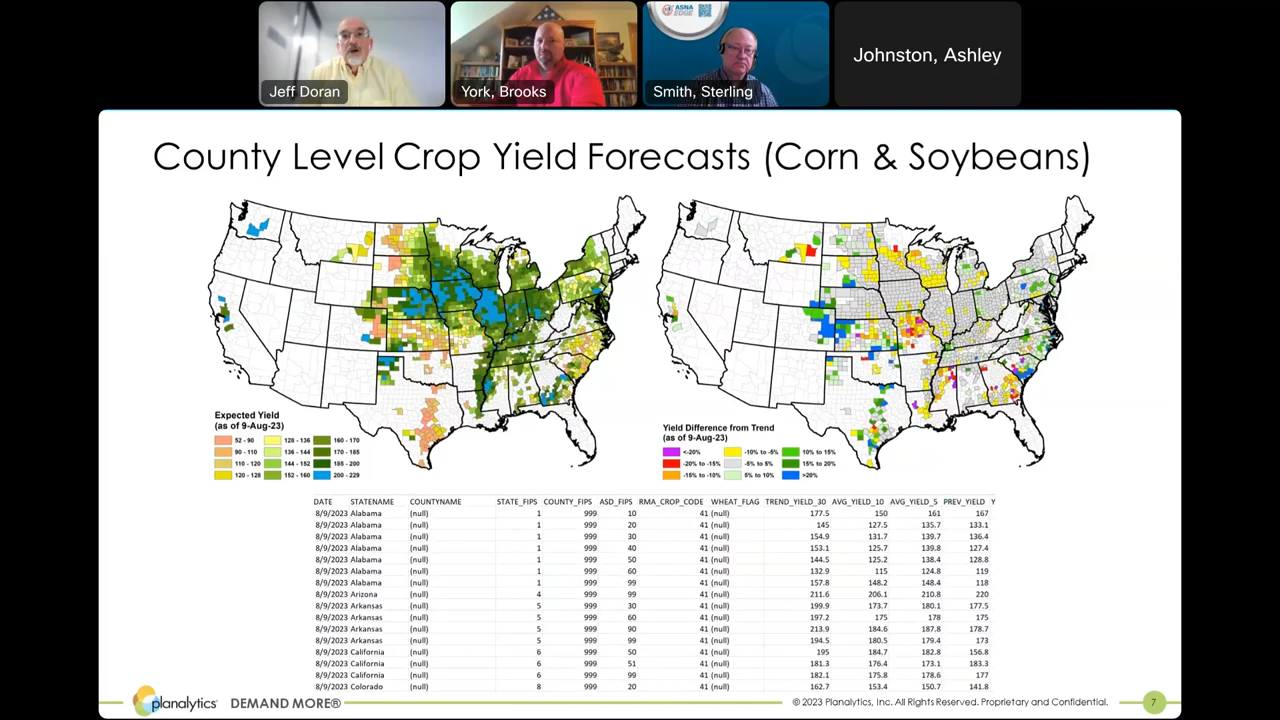 ASNA
EDGE
Jeff Doran
York, Brooks
Smith, Sterling
Johnston, Ashley
County Level Crop Yield Forecasts (Corn & Soybeans)
Expected Yield
(as of 9-Aug-23)
52 - 90 128 - 136 160 - 170
90 - 110 136 - 144 170 - 185
110 - 120 144 - 152 185 - 200
120 - 128 152 - 160 200 - 229
Yield Difference from Trend
(as of 9-Aug-23)
<-20% -10% to -5% 10% to 15%
-20% to -15% -5% to 5% 15% to 20%
-15% to -10% 5% to 10% >20%
DATE STATENAME COUNTYNAME STATE_FIPS COUNTY_FIPS ASD_FIPS RMA_CROP_CODE WHEAT_FLAG TREND_YIELD_30 AVG_YIELD_10 AVG_YIELD_5 PREV_YIELD Y
8/9/2023 Alabama (null) 1 999 10 41 (null) 177.5 150 161 167
8/9/2023 Alabama (null) 1 999 20 41 (null) 145 127.5 135.7 133.1
8/9/2023 Alabama (null) 1 999 30 41 (null) 154.9 131.7 139.7 136.4
8/9/2023 Alabama (null) 1 999 40 41 (null) 153.1 125.7 139.8 127.4
8/9/2023 Alabama (null) 1 999 50 41 (null) 144.5 125.2 138.4 128.8
8/9/2023 Alabama (null) 1 999 60 41 (null) 132.9 115 124.8 119
8/9/2023 Alabama (null) 1 999 99 41 (null) 157.8 148.2 148.4 118
8/9/2023 Arizona (null) 4 999 99 41 (null) 211.6 206.1 210.8 220
8/9/2023 Arkansas (null) 5 999 30 41 (null) 199.9 173.7 180.1 177.5
8/9/2023 Arkansas (null) 5 999 60 41 (null) 197.2 175 178 175
8/9/2023 Arkansas (null) 5 999 90 41 (null) 213.9 184.6 187.8 178.7
8/9/2023 Arkansas (null) 5 999 99 41 (null) 194.5 180.5 179.4 173
8/9/2023 California (null) 6 999 50 41 (null) 195 184.7 182.8 156.8
8/9/2023 California (null) 6 999 51 41 (null) 181.3 176.4 173.1 183.3
8/9/2023 California (null) 6 999 99 41 (null) 182.1 175.8 178.6 177
8/9/2023 Colorado (null) 8 999 20 41 (null) 162.7 153.4 150.7 141.8
planalytics® DEMAND MORE® © 2023 Planalytics, Inc. All Rights Reserved. Proprietary and Confidential. 7